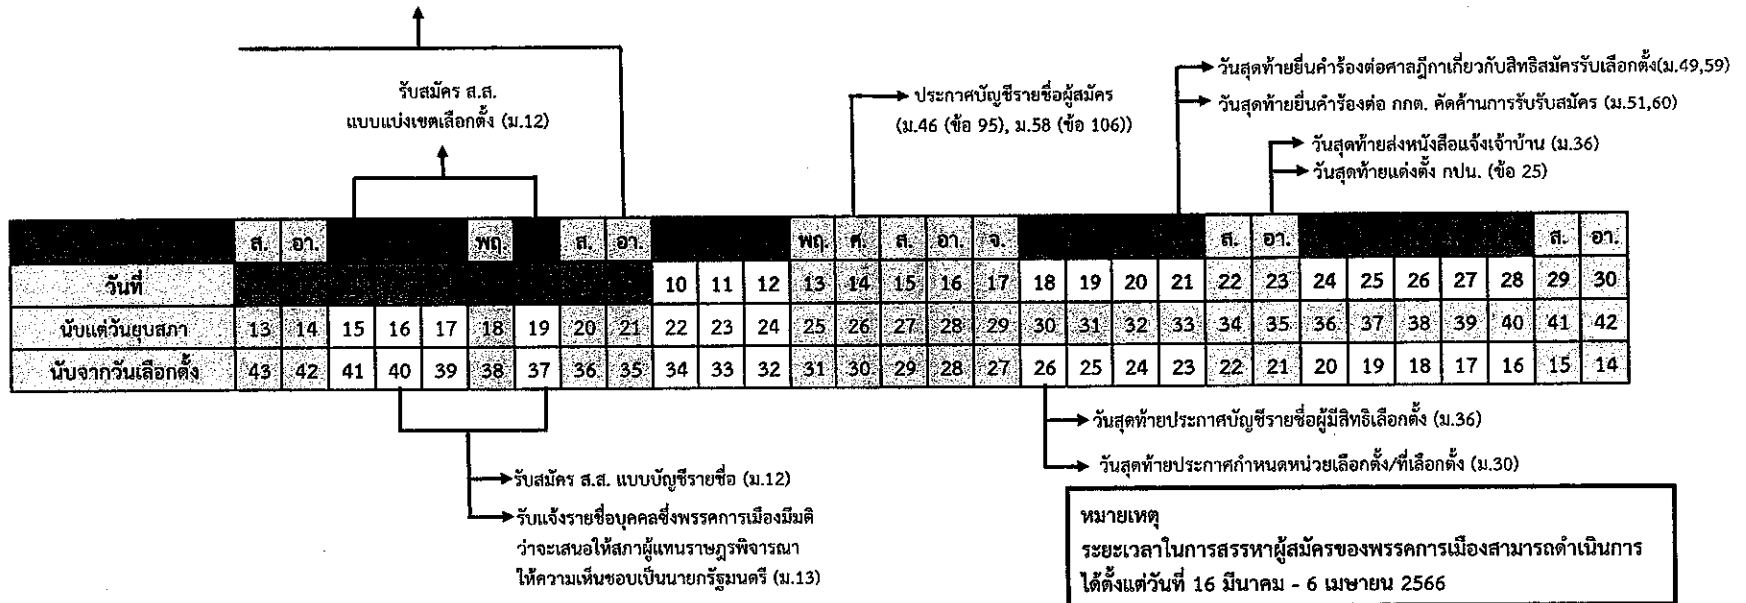 รับสมัคร ส.ส.
แบบแบ่งเขตเลือกตั้ง (ม.12)
ประกาศบัญชีรายชื่อผู้สมัคร
(ม.46 (ข้อ 95), ม.58 (ข้อ 106))
วันสุดท้ายยื่นคำร้องต่อศาลฎีกาเกี่ยวกับสิทธิสมัครรับเลือกตั้ง(ม.49,59)
วันสุดท้ายยื่นคำร้องต่อ กกต. คัดค้านการรับรับสมัคร (ม.51,60)
วันสุดท้ายส่งหนังสือแจ้งเจ้าบ้าน (ม.36)
วันสุดท้ายแต่งตั้ง กปน. (ข้อ 25)
ส. อา. พฤ. ส. อา. พฤ. ศ. ส. อา. จ. ส. อา. ส. อา.
วันที่ 10 11 12 13 14 15 16 17 18 19 20 21 22 23 24 25 26 27 28 29 30
นับแต่วันยุบสภา 13 14 15 16 17 18 19 20 21 22 23 24 25 26 27 28 29 30 31 32 33 34 35 36 37 38 39 40 41 42
นับจากวันเลือกตั้ง 43 42 41 40 39 38 37 36 35 34 33 32 31 30 29 28 27 26 25 24 23 22 21 20 19 18 17 16 15 14
วันสุดท้ายประกาศบัญชีรายชื่อผู้มีสิทธิเลือกตั้ง (ม.36)
วันสุดท้ายประกาศกำหนดหน่วยเลือกตั้ง/ที่เลือกตั้ง (ม.30)
รับสมัคร ส.ส. แบบบัญชีรายชื่อ (ม.12)
รับแจ้งรายชื่อบุคคลซึ่งพรรคการเมืองมีมติ
ว่าจะเสนอให้สภาผู้แทนราษฎรพิจารณา
ให้ความเห็นชอบเป็นนายกรัฐมนตรี (ม.13)
หมายเหตุ
ระยะเวลาในการสรรหาผู้สมัครของพรรคการเมืองสามารถดำเนินการ
ได้ตั้งแต่วันที่ 16 มีนาคม - 6 เมษายน 2566